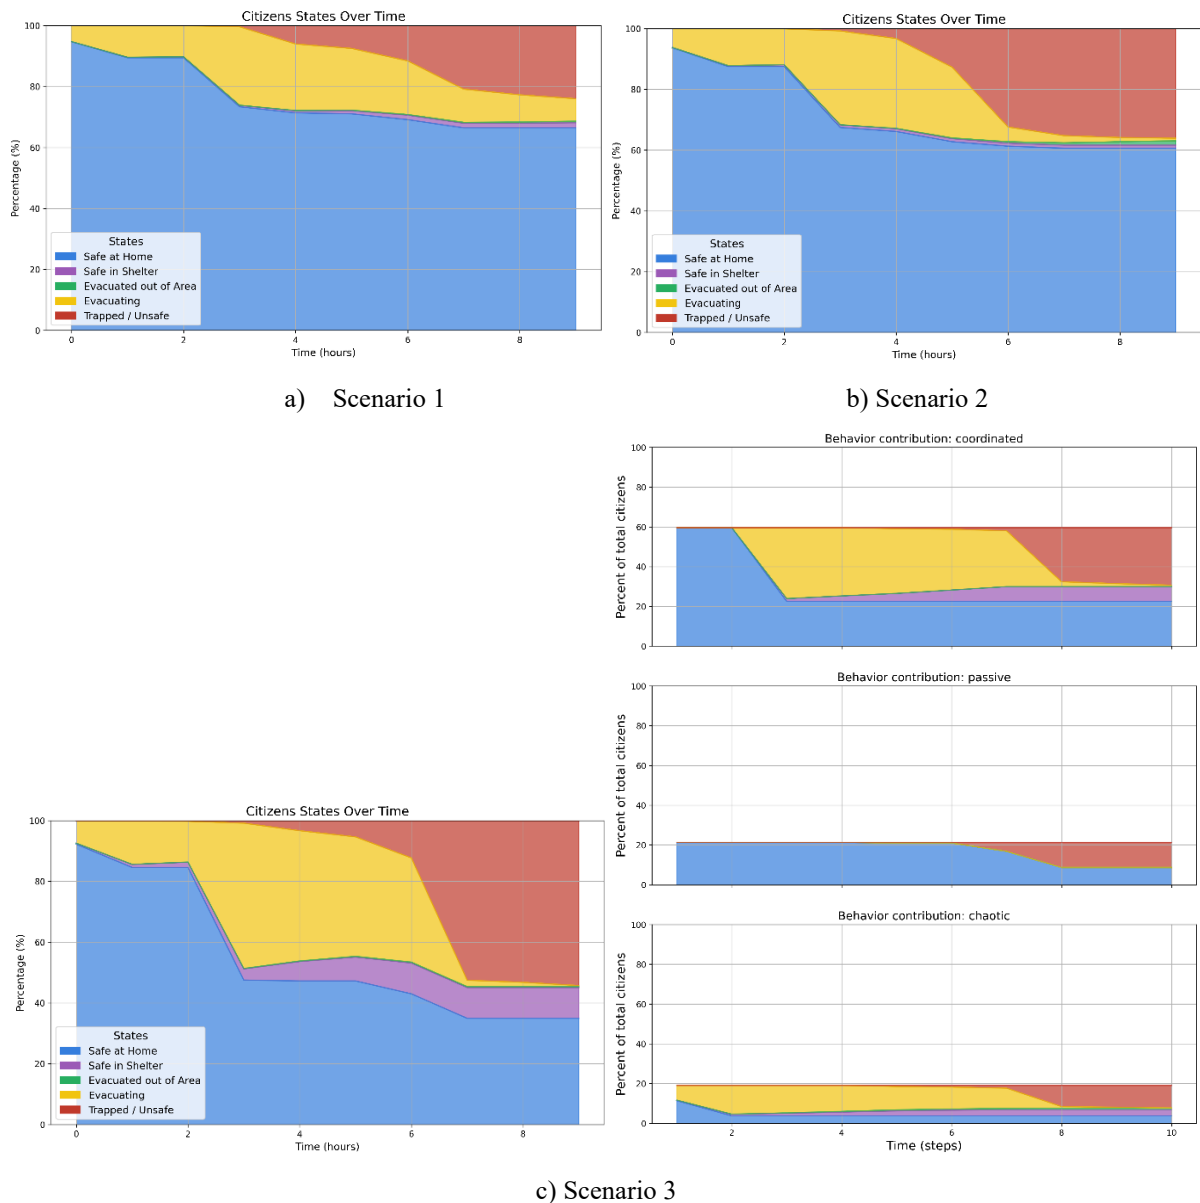 Citizens States Over Time
100
80
60
40
20
0
Percentage (%)
States
Safe at Home
Safe in Shelter
Evacuated out of Area
Evacuating
Trapped / Unsafe
0 2 4 6 8
Time (hours)
a) Scenario 1
Citizens States Over Time
100
80
60
40
20
0
Percentage (%)
States
Safe at Home
Safe in Shelter
Evacuated out of Area
Evacuating
Trapped / Unsafe
0 2 4 6 8
Time (hours)
b) Scenario 2
Citizens States Over Time
100
80
60
40
20
0
Percentage (%)
States
Safe at Home
Safe in Shelter
Evacuated out of Area
Evacuating
Trapped / Unsafe
0 2 4 6 8
Time (hours)
Behavior contribution: coordinated
100
80
60
40
20
0
Percent of total citizens
Behavior contribution: passive
100
80
60
40
20
0
Percent of total citizens
Behavior contribution: chaotic
100
80
60
40
20
0
Percent of total citizens
2 4 6 8 10
Time (steps)
c) Scenario 3